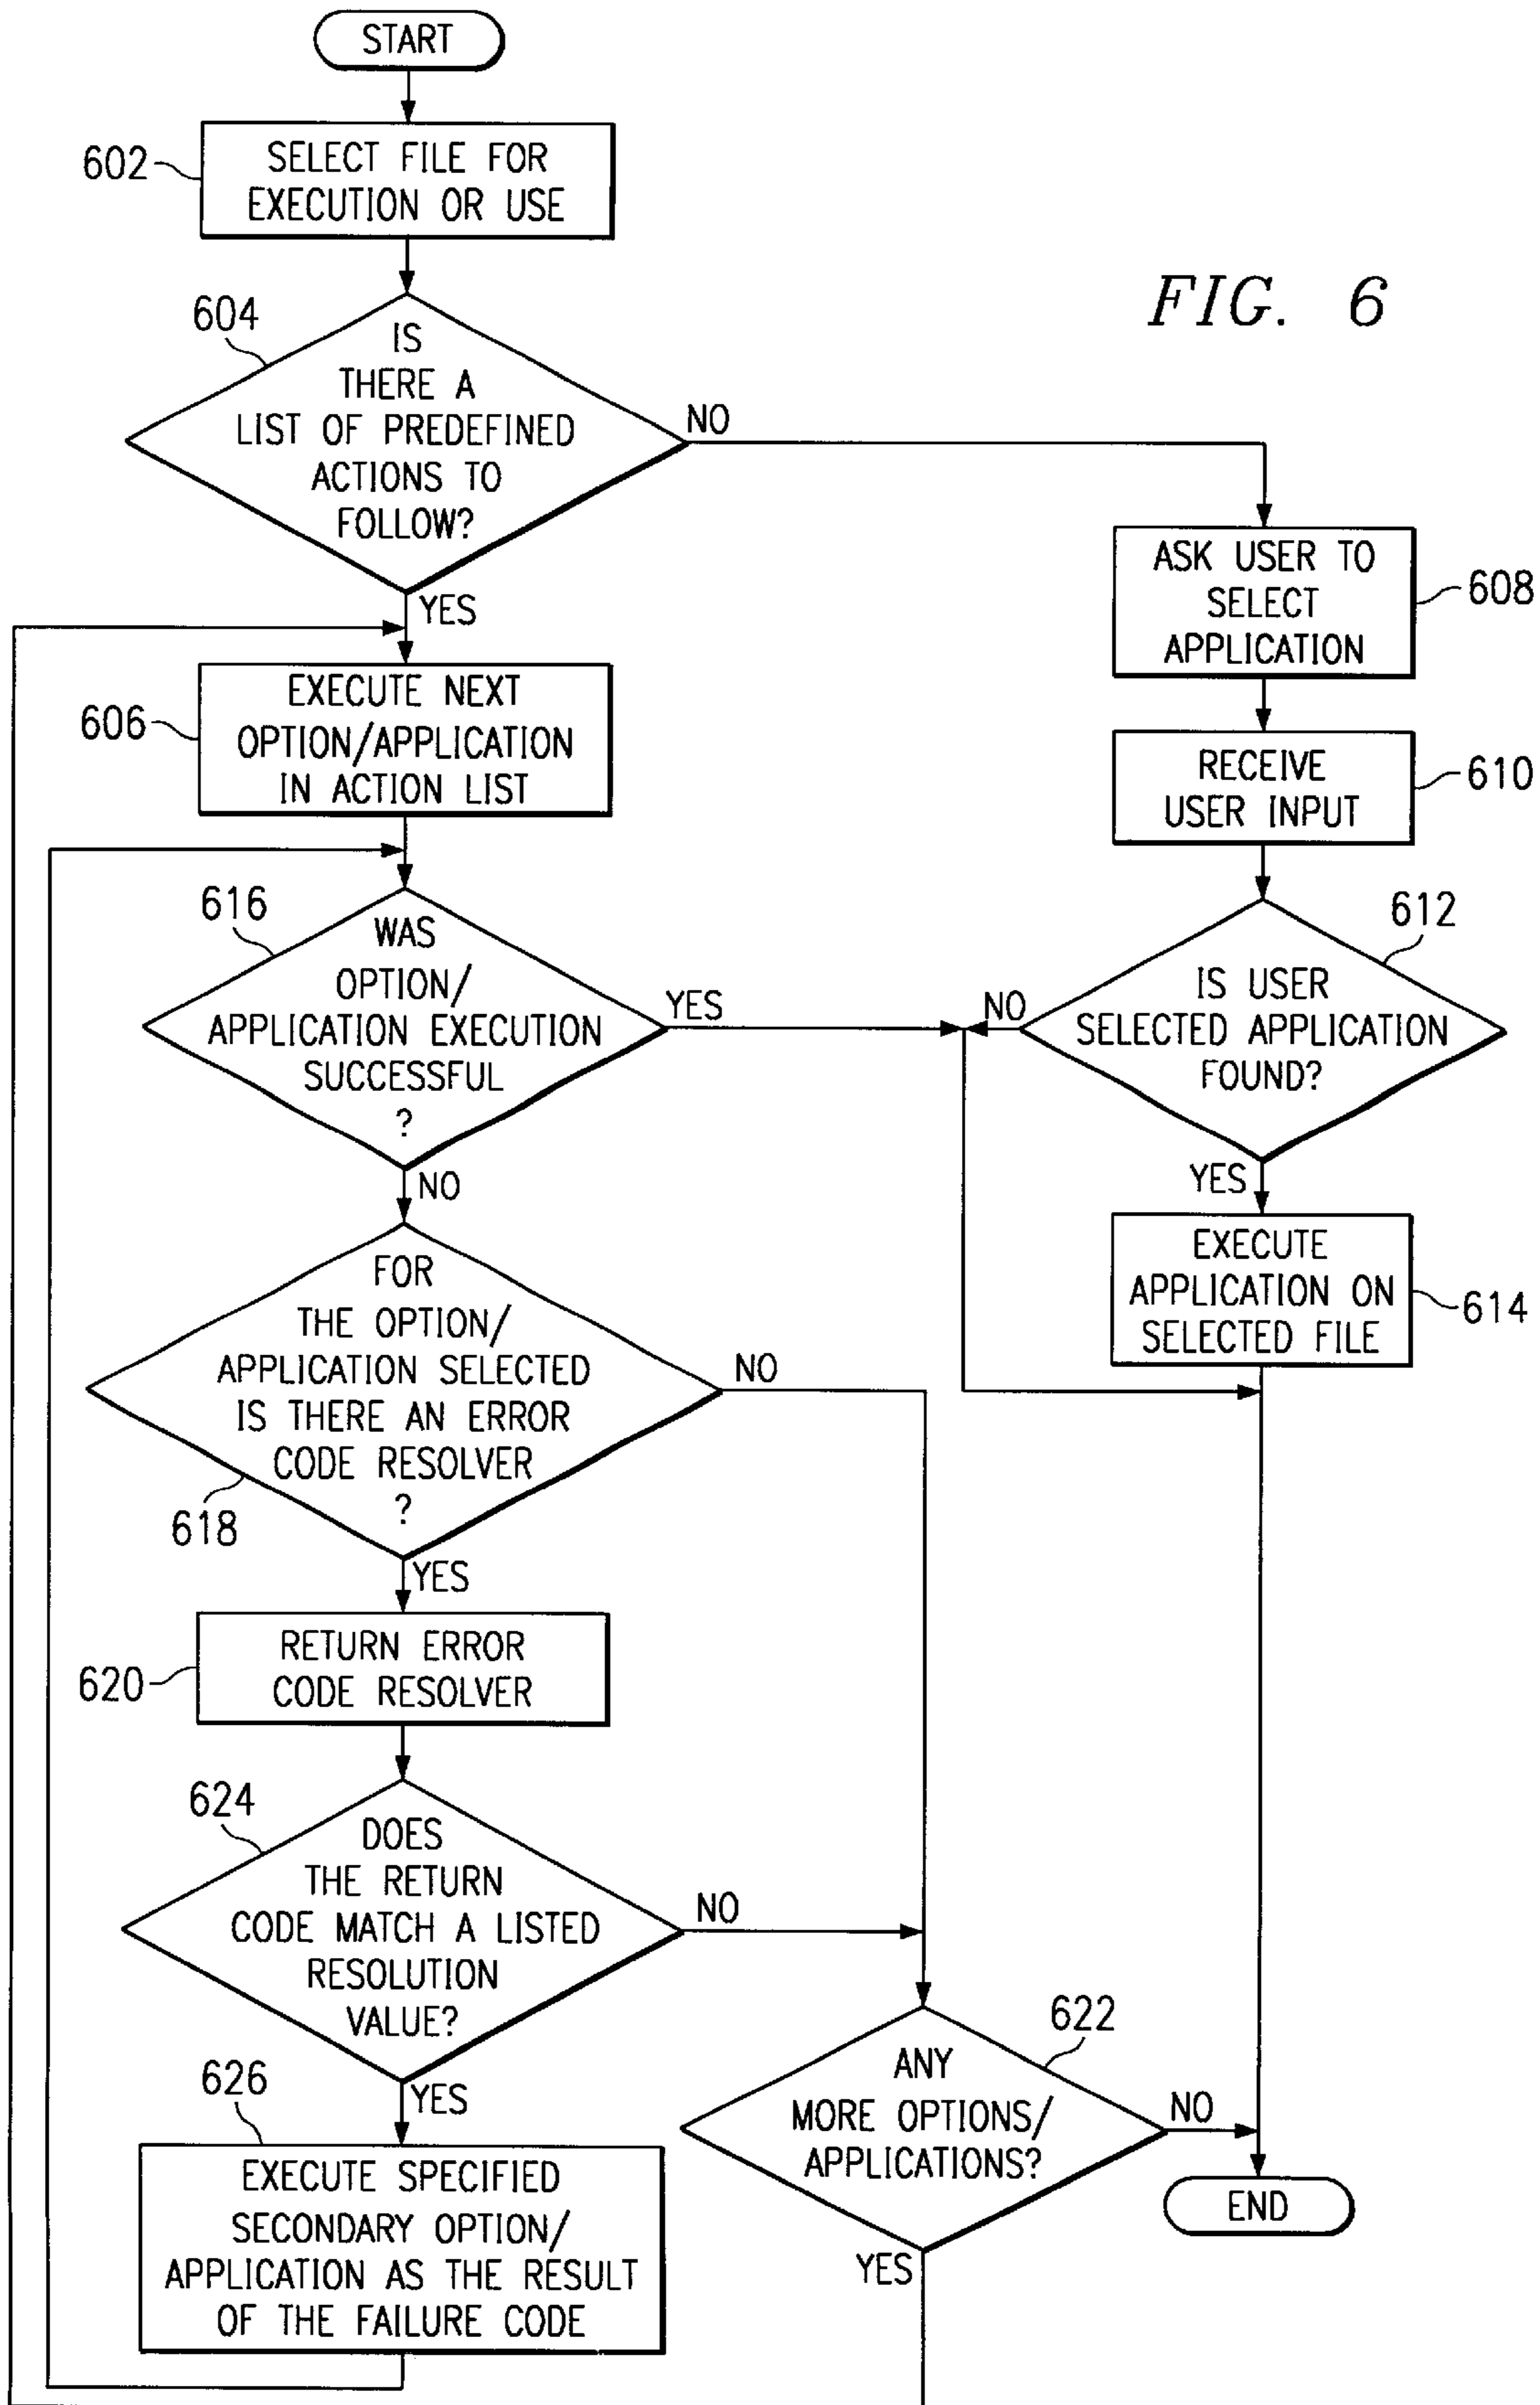 START
602
SELECT FILE FOR
EXECUTION OR USE
FIG. 6
604
IS
THERE A
LIST OF PREDEFINED
ACTIONS TO
FOLLOW?
NO
YES
ASK USER TO
SELECT
APPLICATION
608
606
EXECUTE NEXT
OPTION/APPLICATION
IN ACTION LIST
RECEIVE
USER INPUT
610
616
WAS
OPTION/
APPLICATION EXECUTION
SUCCESSFUL
?
YES
NO
612
IS USER
SELECTED APPLICATION
FOUND?
NO
YES
EXECUTE
APPLICATION ON
SELECTED FILE
614
FOR
THE OPTION/
APPLICATION SELECTED
IS THERE AN ERROR
CODE RESOLVER
?
618
NO
YES
620
RETURN ERROR
CODE RESOLVER
624
DOES
THE RETURN
CODE MATCH A LISTED
RESOLUTION
VALUE?
NO
YES
622
ANY
MORE OPTIONS/
APPLICATIONS?
NO
YES
END
626
EXECUTE SPECIFIED
SECONDARY OPTION/
APPLICATION AS THE RESULT
OF THE FAILURE CODE